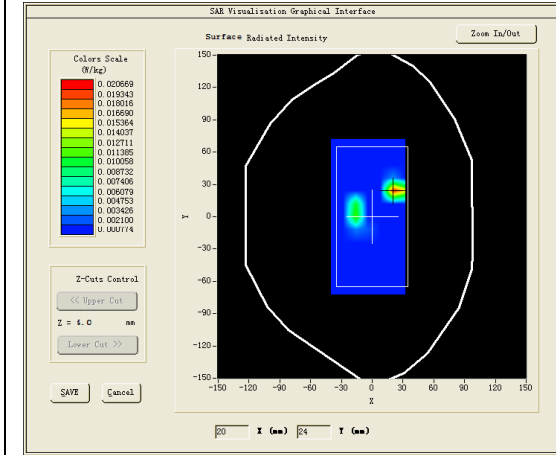 SAR Visualisation Graphical Interface
Surface Radiated Intensity
Zoom In/Out
Colors Scale
(W/kg)
0.020669
0.019343
0.018016
0.016690
0.015364
0.014037
0.012711
0.011385
0.010058
0.008732
0.007406
0.006079
0.004753
0.003426
0.002100
0.000774
150
120
90
60
30
0
-30
-60
-90
-120
-150
Y
-150 -120 -90 -60 -30 0 30 60 90 120 150
X
Z-Cuts Control
<< Upper Cut
Z = 4.0 mm
Lower Cut >>
SAVE Cancel
20 X (mm) 24 Y (mm)